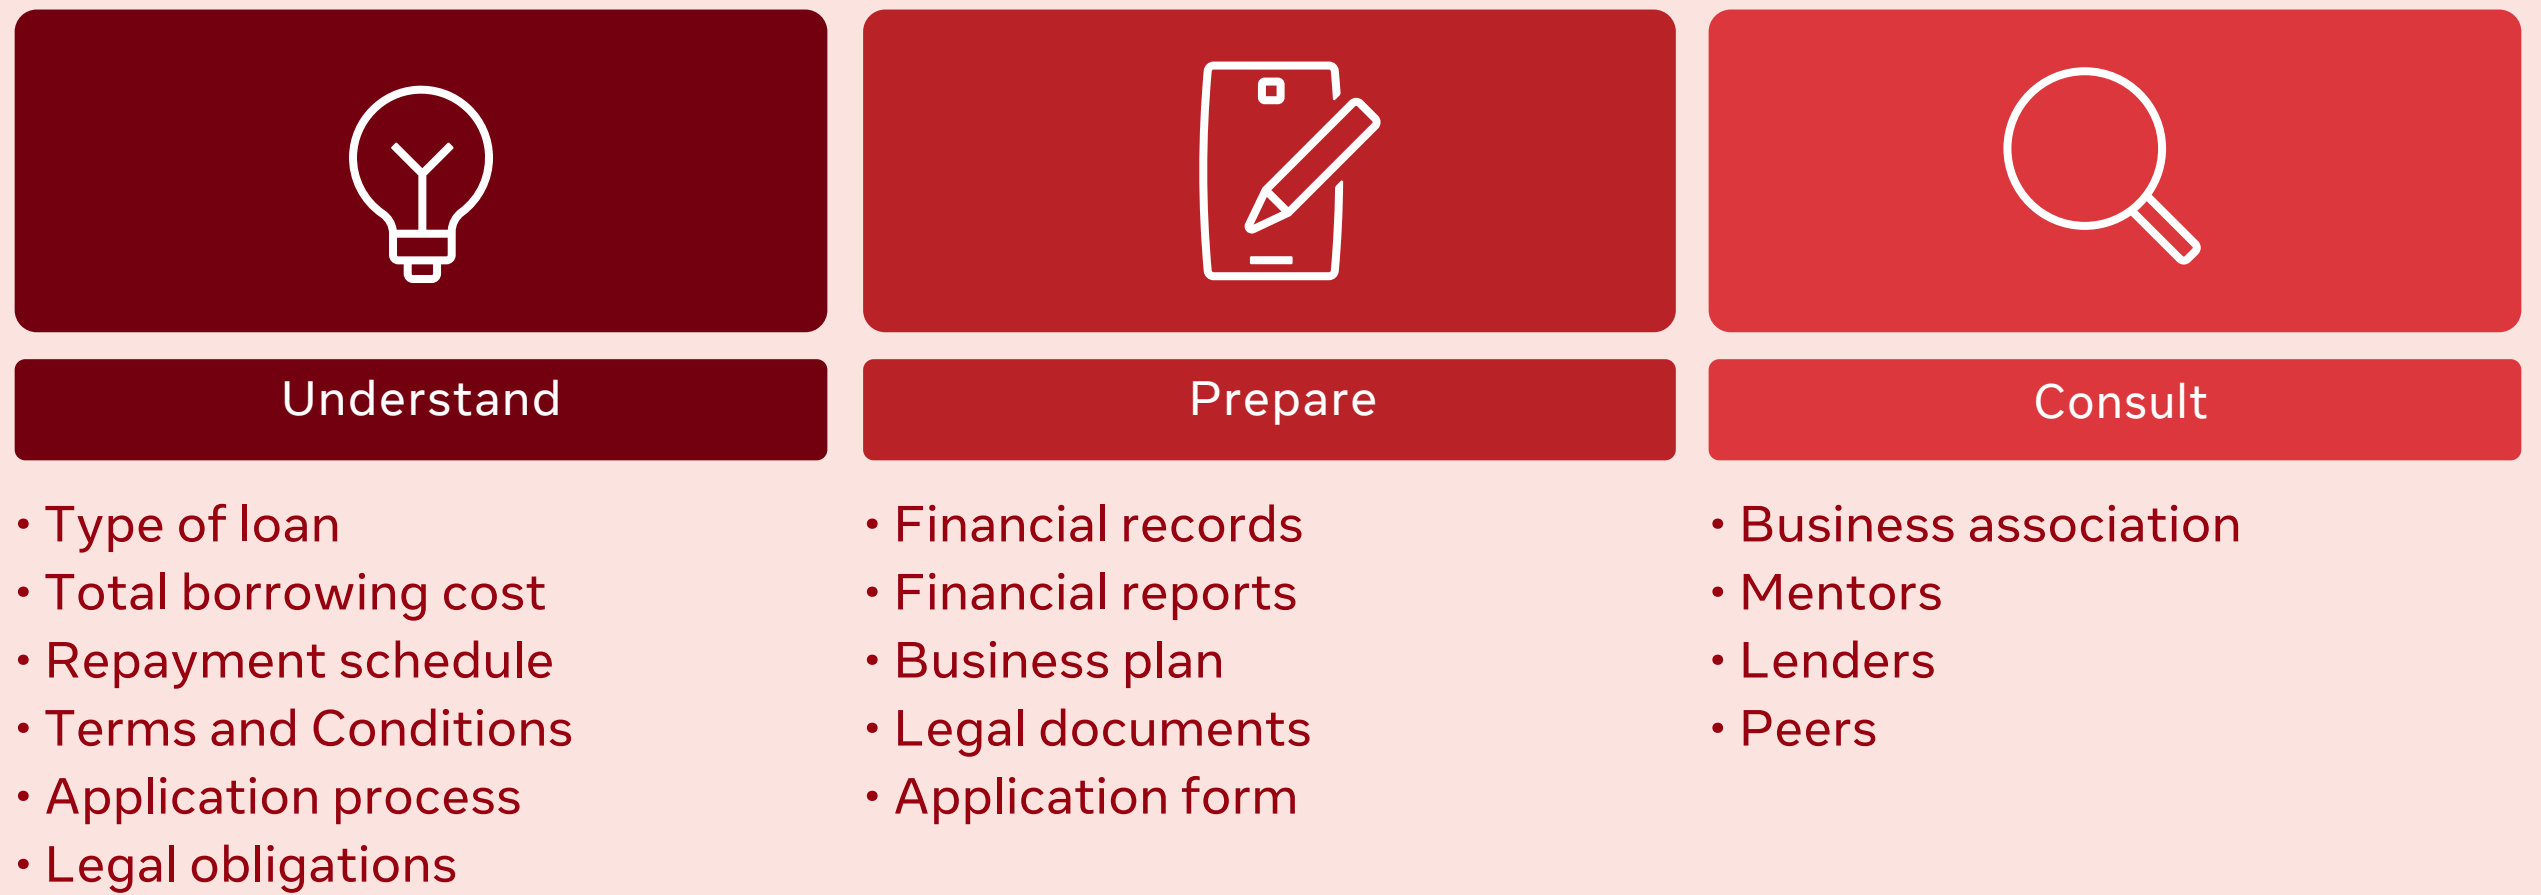 Understand
• Type of loan
• Total borrowing cost
• Repayment schedule
• Terms and Conditions
• Application process
• Legal obligations
Prepare
• Financial records
• Financial reports
• Business plan
• Legal documents
• Application form
Consult
• Business association
• Mentors
• Lenders
• Peers